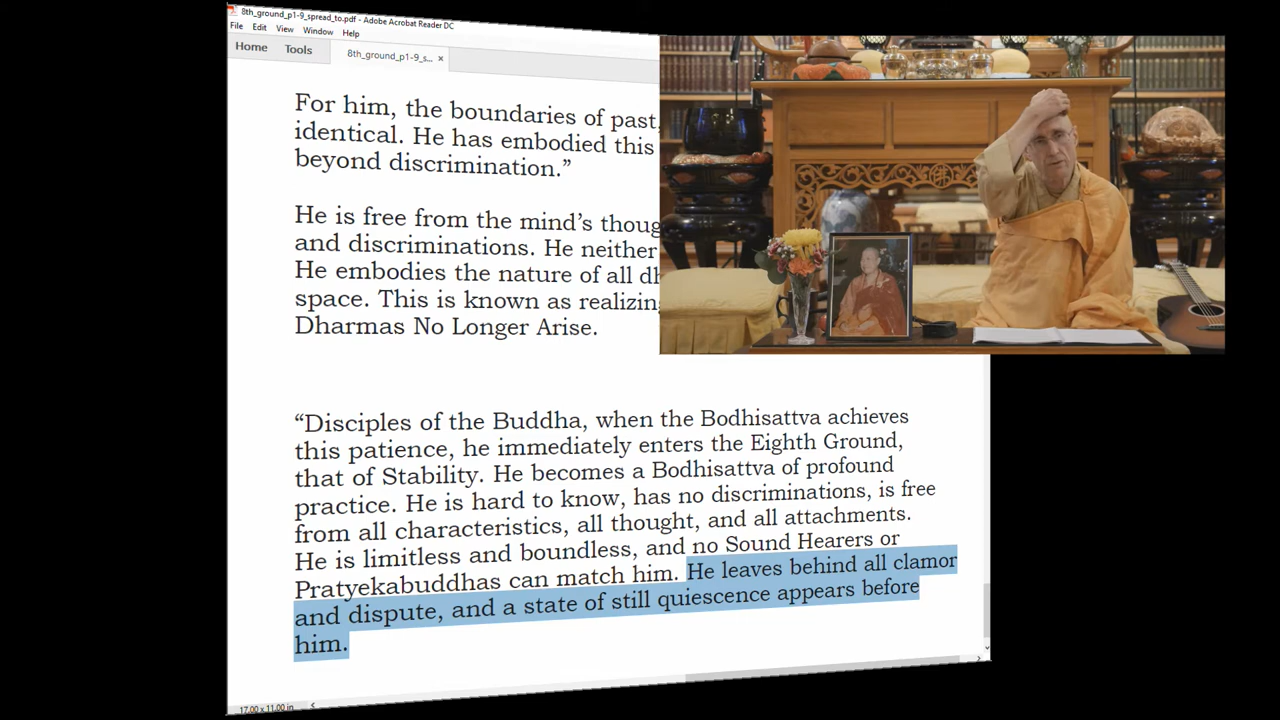 8th_ground_p1-9_spread_to.pdf - Adobe Acrobat Reader DC
File Edit View Window Help
Home Tools 8th_ground_p1-9_s... ×
For him, the boundaries of past,
identical. He has embodied this
beyond discrimination.”
He is free from the mind’s
and discriminations. He neither
He embodies the nature of all
space. This is known as
Dharmas No Longer Arise.
“Disciples of the Buddha, when the Bodhisattva achieves
this patience, he immediately enters the Eighth Ground,
that of Stability. He becomes a Bodhisattva of profound
practice. He is hard to know, has no discriminations, is free
from all characteristics, all thought, and all attachments.
He is limitless and boundless, and no Sound Hearers or
Pratyekabuddhas can match him. He leaves behind all clamor
and dispute, and a state of still quiescence appears before
him.
17.00 x 11.00 in